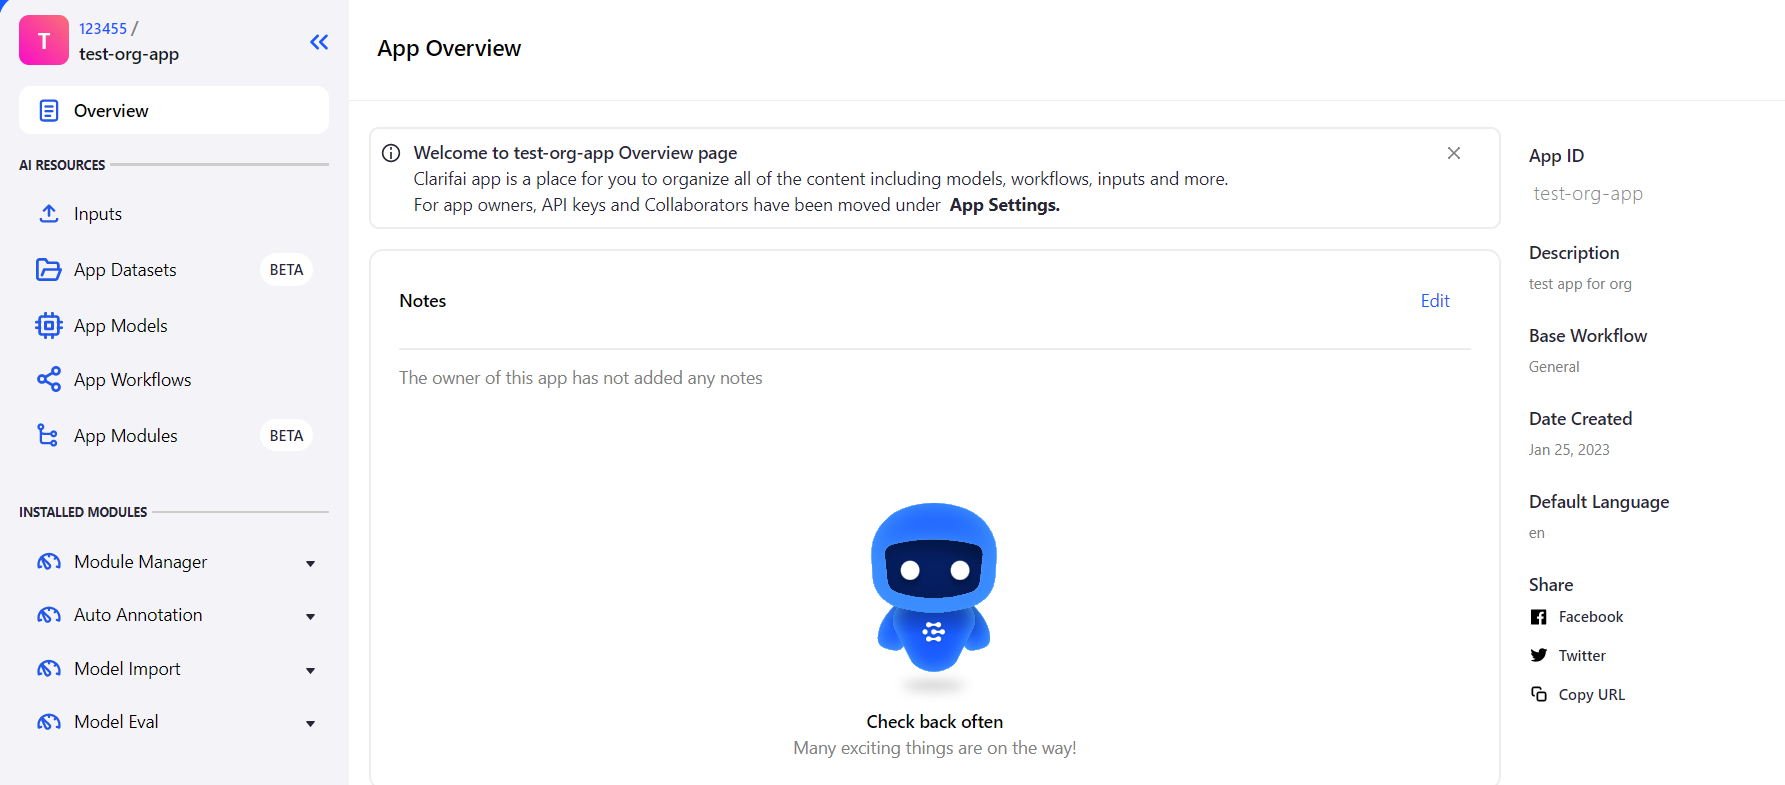 T
123455 /
test-org-app
Overview
AI RESOURCES
Inputs
App Datasets BETA
App Models
App Workflows
App Modules BETA
INSTALLED MODULES
Module Manager
Auto Annotation
Model Import
Model Eval
App Overview
Welcome to test-org-app Overview page
Clarifai app is a place for you to organize all of the content including models, workflows, inputs and more.
For app owners, API keys and Collaborators have been moved under App Settings.
Notes Edit
The owner of this app has not added any notes
Check back often
Many exciting things are on the way!
App ID
test-org-app
Description
test app for org
Base Workflow
General
Date Created
Jan 25, 2023
Default Language
en
Share
Facebook
Twitter
Copy URL